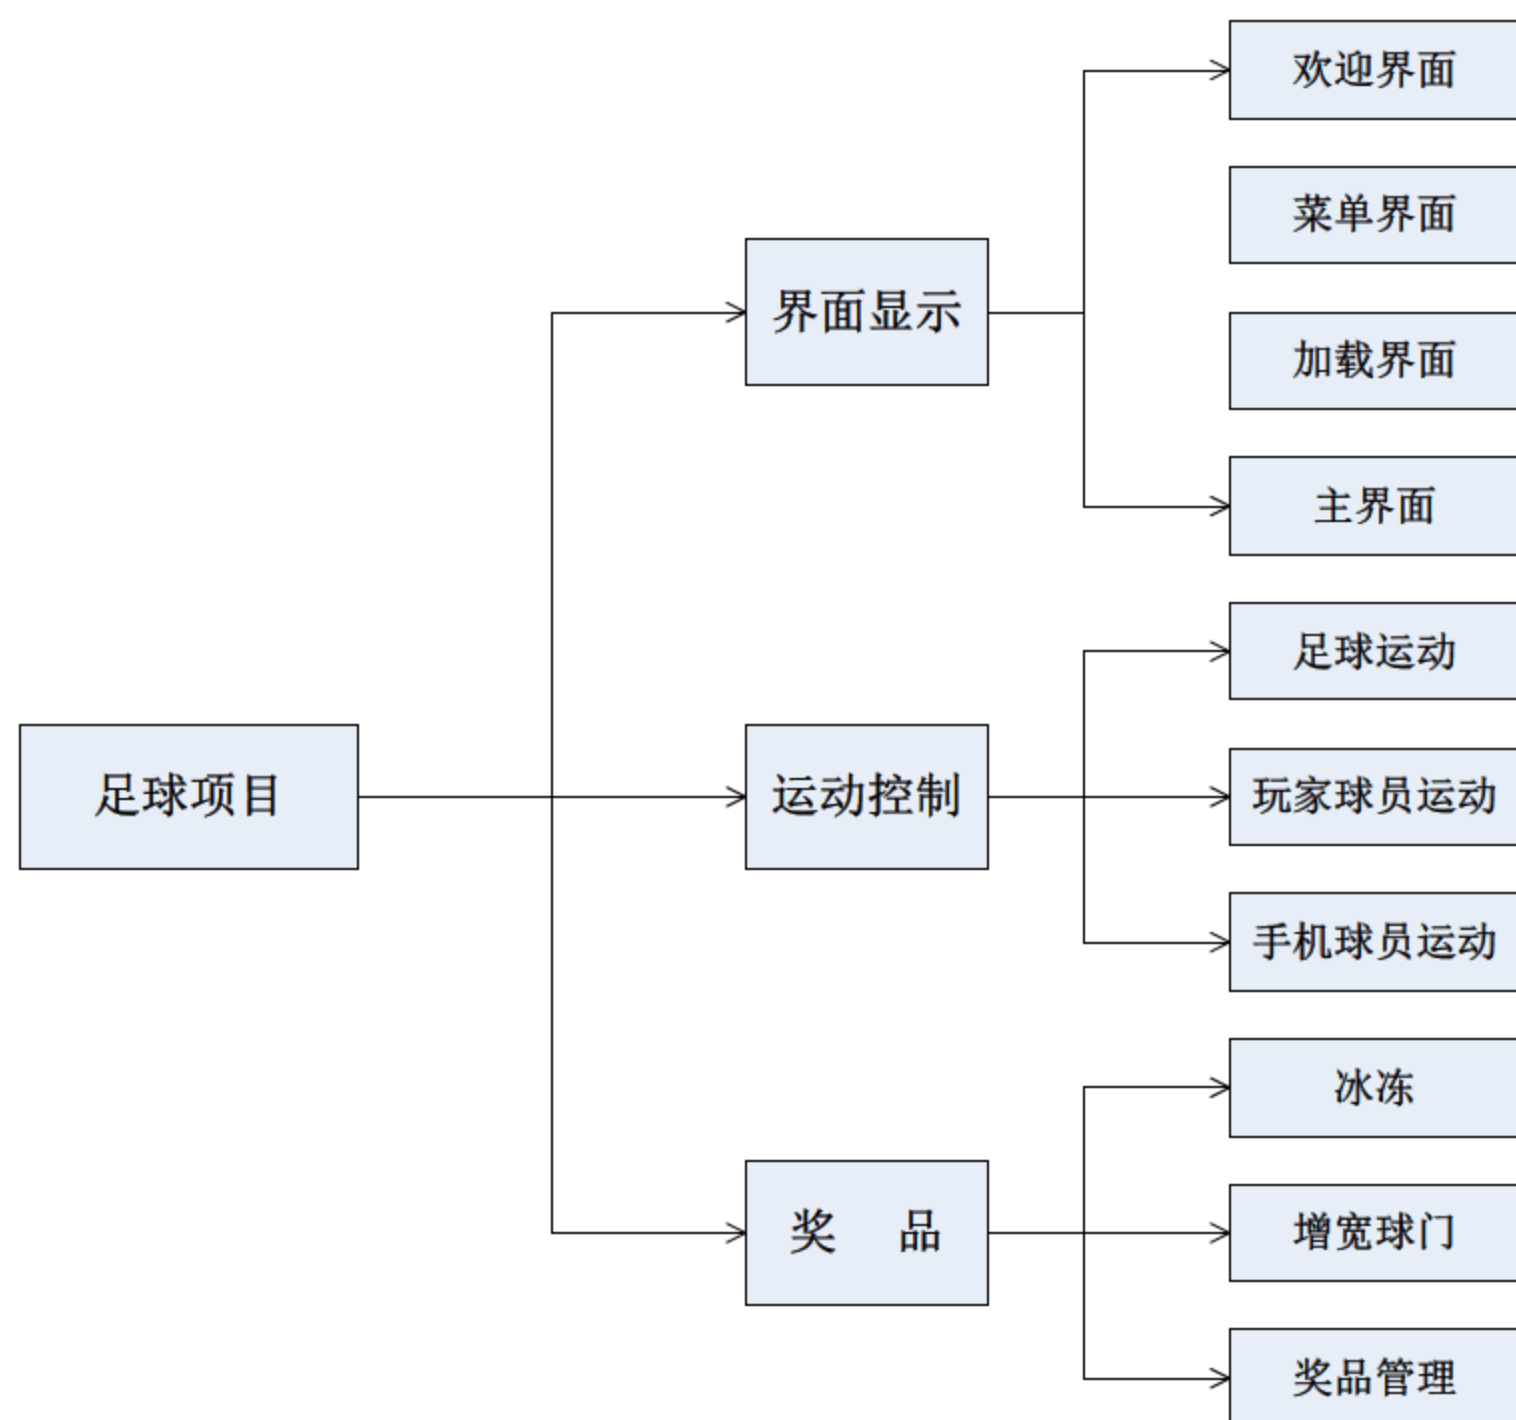 欢迎界面
菜单界面
界面显示
加载界面
主界面
足球运动
足球项目
运动控制
玩家球员运动
手机球员运动
冰冻
奖 品
增宽球门
奖品管理